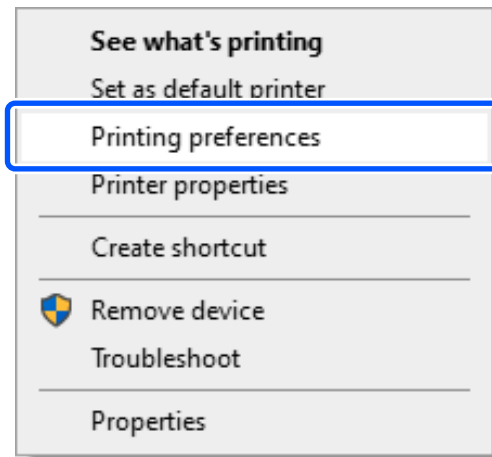 See what's printing
Set as default printer
Printing preferences
Printer properties
Create shortcut
Remove device
Troubleshoot
Properties